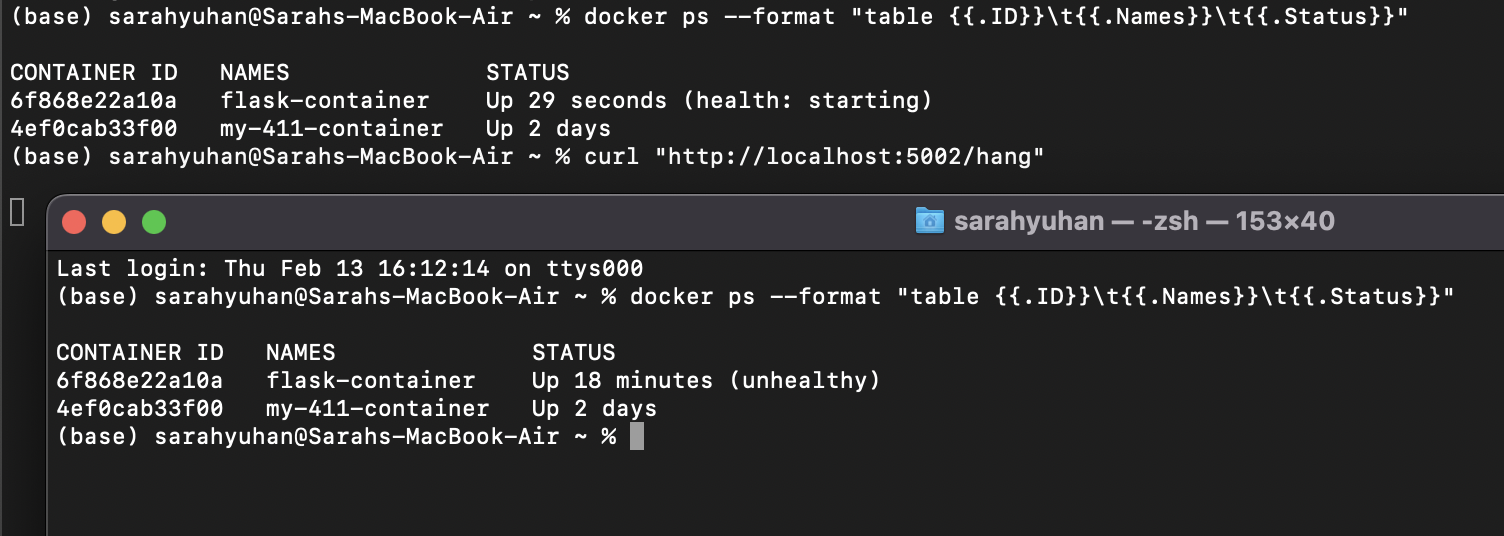 (base) sarahyuhan@Sarahs-MacBook-Air ~ % docker ps --format "table {{.ID}}\t{{.Names}}\t{{.Status}}"
CONTAINER ID   NAMES              STATUS
6f868e22a10a   flask-container    Up 29 seconds (health: starting)
4ef0cab33f00   my-411-container   Up 2 days
(base) sarahyuhan@Sarahs-MacBook-Air ~ % curl "http://localhost:5002/hang"
sarahyuhan — -zsh — 153×40
Last login: Thu Feb 13 16:12:14 on ttys000
(base) sarahyuhan@Sarahs-MacBook-Air ~ % docker ps --format "table {{.ID}}\t{{.Names}}\t{{.Status}}"
CONTAINER ID   NAMES              STATUS
6f868e22a10a   flask-container    Up 18 minutes (unhealthy)
4ef0cab33f00   my-411-container   Up 2 days
(base) sarahyuhan@Sarahs-MacBook-Air ~ %